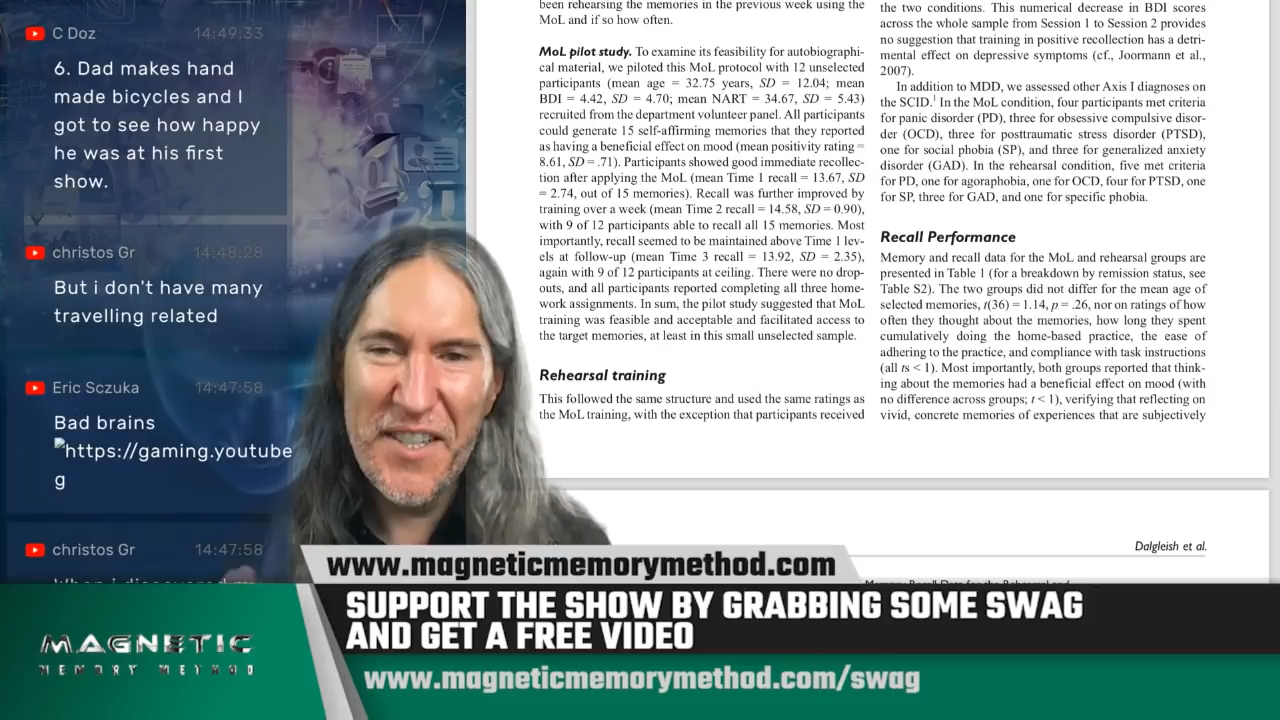 C Doz 14:49:33
6. Dad makes hand
made bicycles and I
got to see how happy
he was at his first
show.
christos Gr 14:48:28
But i don't have many
travelling related
Eric Sczuka 14:47:58
Bad brains
https://gaming.youtube
g
christos Gr 14:47:58
been rehearsing the memories in the previous week using the
MoL and if so how often.
MoL pilot study. To examine its feasibility for autobiographi-
cal material, we piloted this MoL protocol with 12 unselected
participants (mean age = 32.75 years, SD = 12.04; mean
BDI = 4.42, SD = 4.70; mean NART = 34.67, SD = 5.43)
recruited from the department volunteer panel. All participants
could generate 15 self-affirming memories that they reported
as having a beneficial effect on mood (mean positivity rating =
8.61, SD = .71). Participants showed good immediate recollec-
tion after applying the MoL (mean Time 1 recall = 13.67, SD
= 2.74, out of 15 memories). Recall was further improved by
training over a week (mean Time 2 recall = 14.58, SD = 0.90),
with 9 of 12 participants able to recall all 15 memories. Most
importantly, recall seemed to be maintained above Time 1 lev-
els at follow-up (mean Time 3 recall = 13.92, SD = 2.35),
again with 9 of 12 participants at ceiling. There were no drop-
outs, and all participants reported completing all three home-
work assignments. In sum, the pilot study suggested that MoL
training was feasible and acceptable and facilitated access to
the target memories, at least in this small unselected sample.
Rehearsal training
This followed the same structure and used the same ratings as
the MoL training, with the exception that participants received
the two conditions. This numerical decrease in BDI scores
across the whole sample from Session 1 to Session 2 provides
no suggestion that training in positive recollection has a detri-
mental effect on depressive symptoms (cf., Joormann et al.,
2007).
In addition to MDD, we assessed other Axis I diagnoses on
the SCID.1 In the MoL condition, four participants met criteria
for panic disorder (PD), three for obsessive compulsive disor-
der (OCD), three for posttraumatic stress disorder (PTSD),
one for social phobia (SP), and three for generalized anxiety
disorder (GAD). In the rehearsal condition, five met criteria
for PD, one for agoraphobia, one for OCD, four for PTSD, one
for SP, three for GAD, and one for specific phobia.
Recall Performance
Memory and recall data for the MoL and rehearsal groups are
presented in Table 1 (for a breakdown by remission status, see
Table S2). The two groups did not differ for the mean age of
selected memories, t(36) = 1.14, p = .26, nor on ratings of how
often they thought about the memories, how long they spent
cumulatively doing the home-based practice, the ease of
adhering to the practice, and compliance with task instructions
(all ts < 1). Most importantly, both groups reported that think-
ing about the memories had a beneficial effect on mood (with
no difference across groups; t < 1), verifying that reflecting on
vivid, concrete memories of experiences that are subjectively
Dalgleish et al.
www.magneticmemorymethod.com
SUPPORT THE SHOW BY GRABBING SOME SWAG
AND GET A FREE VIDEO
www.magneticmemorymethod.com/swag
MAGNETIC
MEMORY METHOD